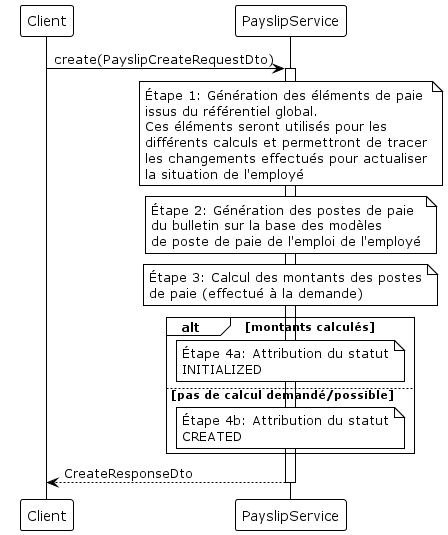 Client
PayslipService
create(PayslipCreateRequestDto)
Étape 1: Génération des éléments de paie
issus du référentiel global.
Ces éléments seront utilisés pour les
différents calculs et permettront de tracer
les changements effectués pour actualiser
la situation de l'employé
Étape 2: Génération des postes de paie
du bulletin sur la base des modèles
de poste de paie de l'emploi de l'employé
Étape 3: Calcul des montants des postes
de paie (effectué à la demande)
alt
[montants calculés]
Étape 4a: Attribution du statut
INITIALIZED
[pas de calcul demandé/possible]
Étape 4b: Attribution du statut
CREATED
CreateResponseDto
Client
PayslipService